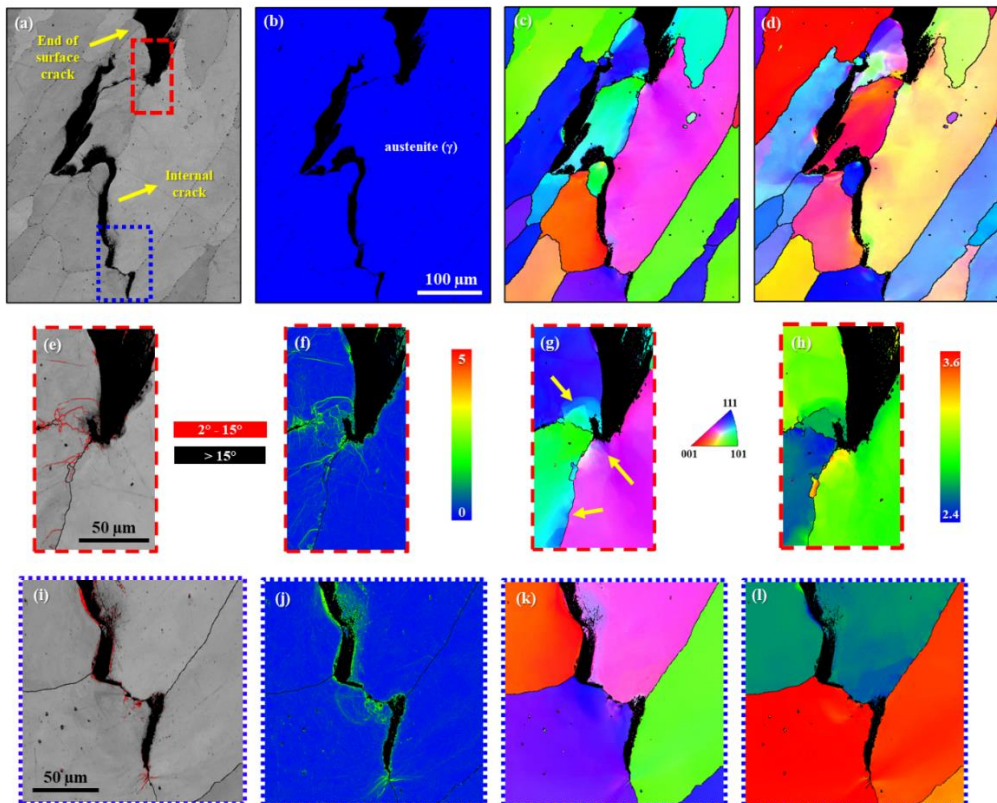 (a)
End of
surface
crack
Internal
crack
(b)
austenite (γ)
100 µm
(c)
(d)
(e)
50 µm
2° - 15°
> 15°
(f)
5
0
(g)
111
001
101
(h)
3.6
2.4
(i)
50 µm
(j)
(k)
(l)